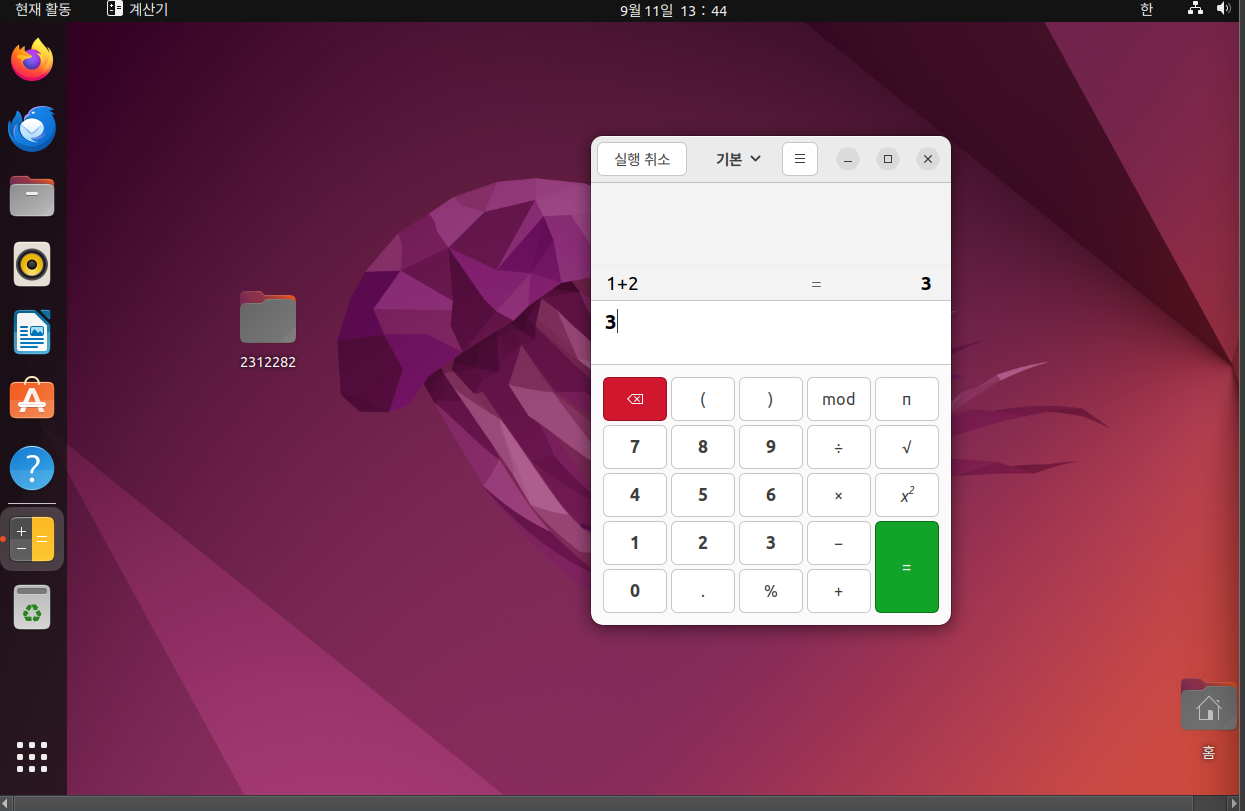 현재 활동 계산기 9월 11일 13 : 44 한
실행 취소 기본
1+2 = 3
3
2312282
( ) mod π
7 8 9 ÷ √
4 5 6 × x²
1 2 3 −
=
0 . % +
홈